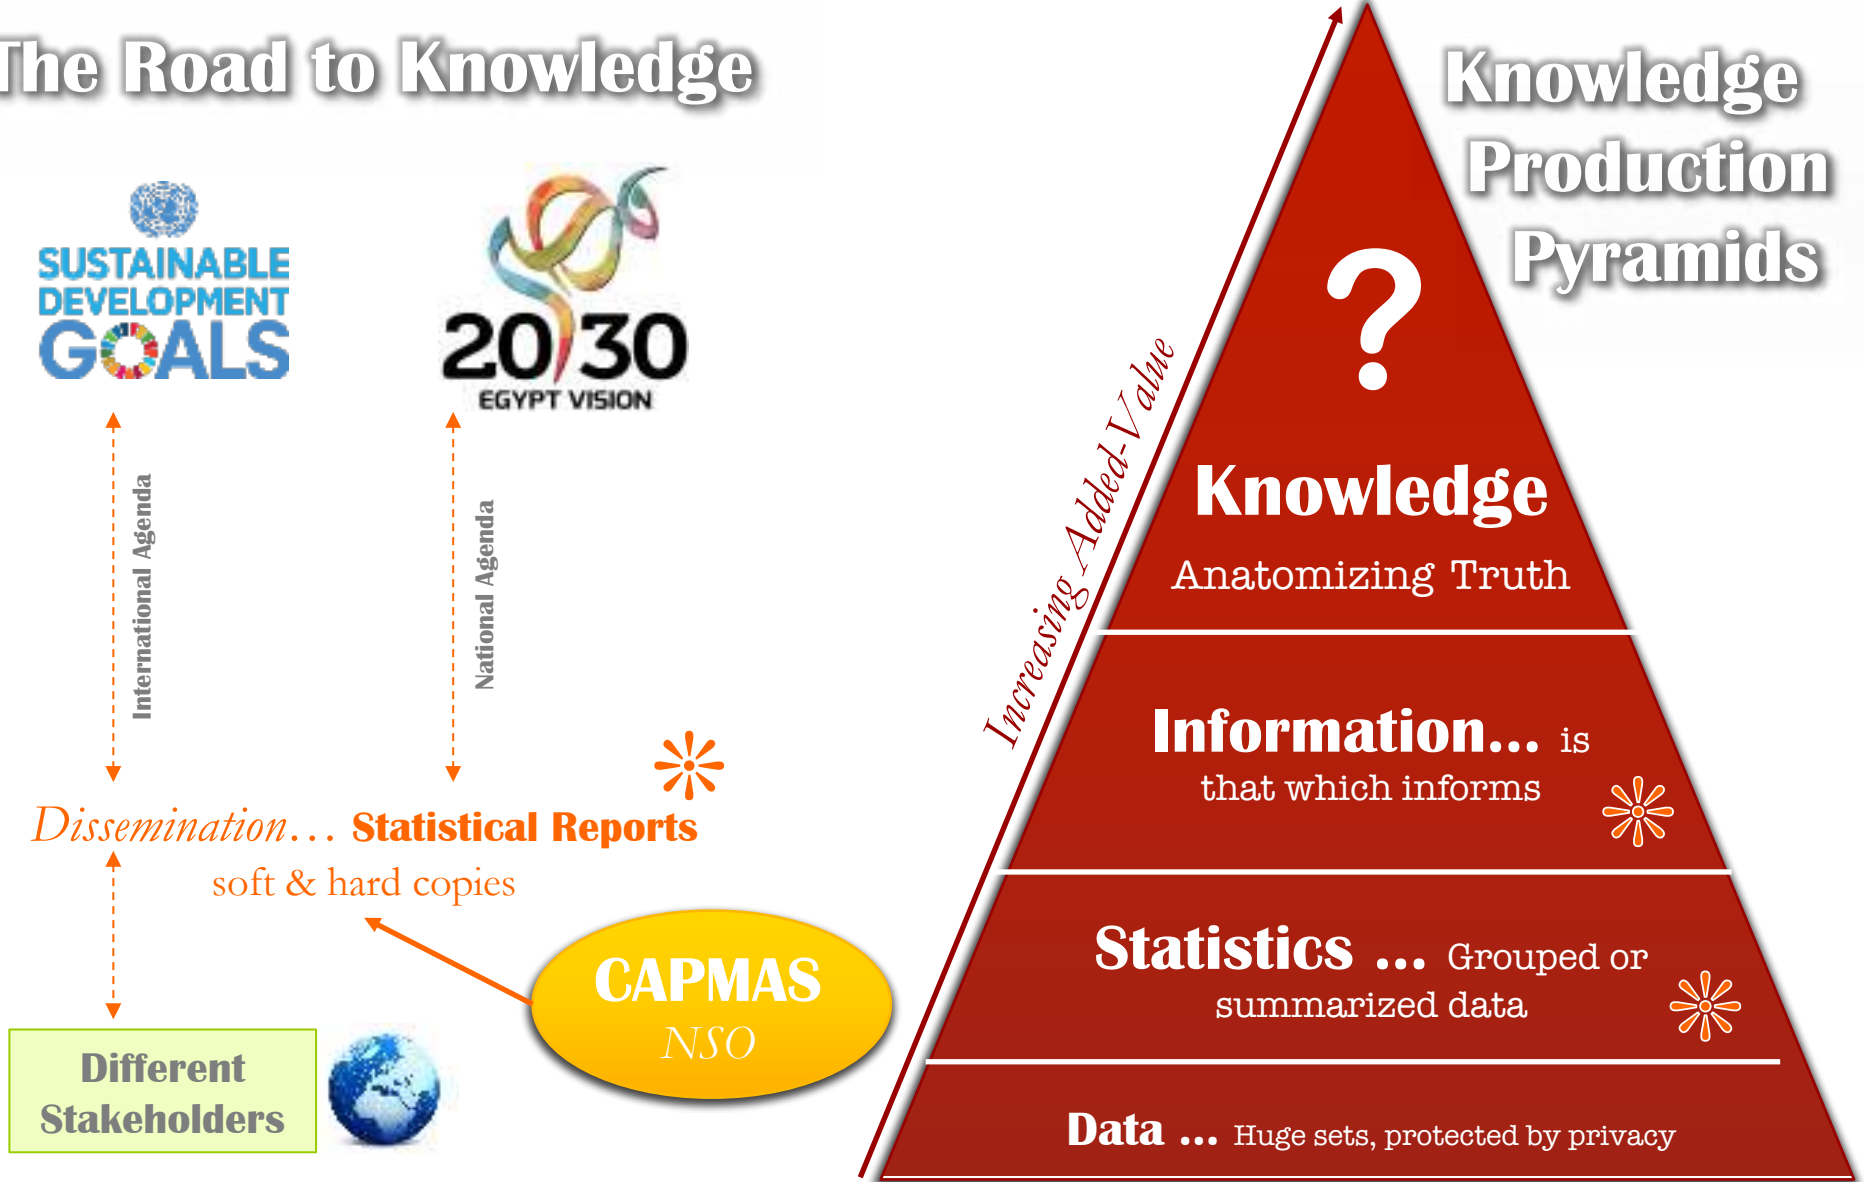 The Road to Knowledge
SUSTAINABLE
DEVELOPMENT
GOALS
20/30
EGYPT VISION
International Agenda
National Agenda
Dissemination... Statistical Reports
soft & hard copies
CAPMAS
NSO
Different
Stakeholders
Knowledge
Production
Pyramids
Increasing Added-Value
?
Knowledge
Anatomizing Truth
Information... is
that which informs
Statistics ... Grouped or
summarized data
Data ... Huge sets, protected by privacy